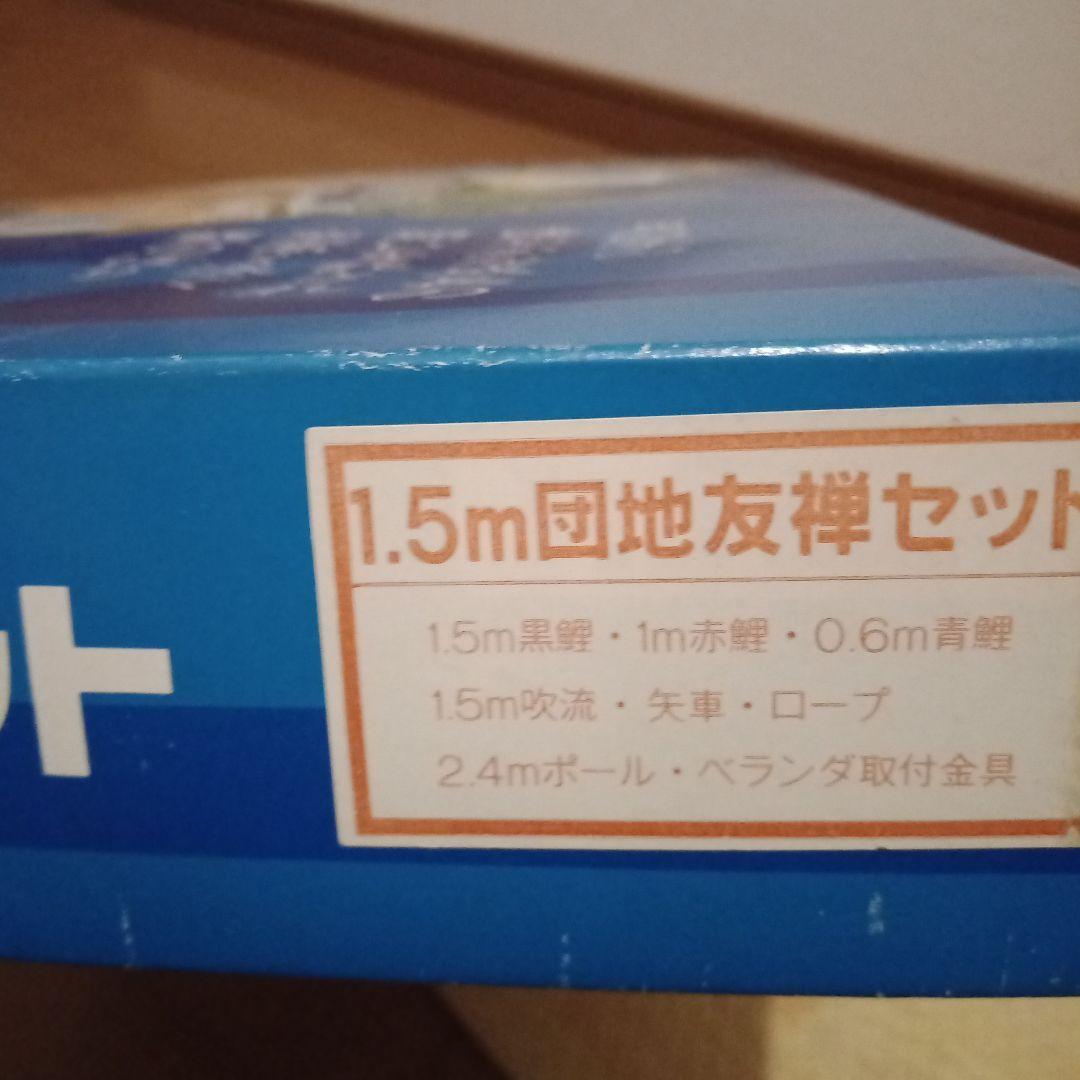 1.5m団地友禅セット
1.5m黒鯉・1m赤鯉・0.6m青鯉
1.5m吹流・矢車・ロープ
2.4mポール・ベランダ取付金具
ット